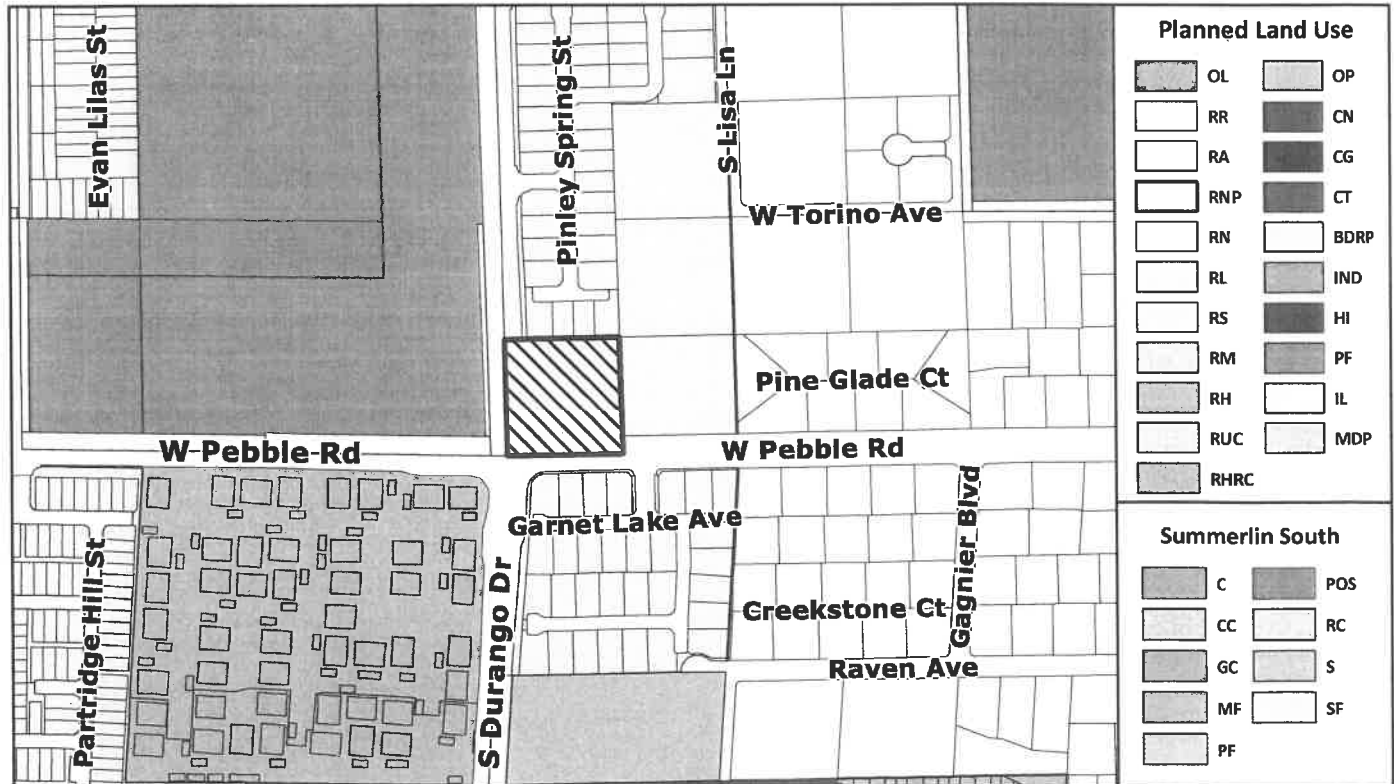 Evan Lilas St
Pinley Spring St
S Lisa Ln
W Torino Ave
Pine Glade Ct
W Pebble Rd
W Pebble Rd
Garnet Lake Ave
Gagnier Blvd
Creekstone Ct
Raven Ave
S Durango Dr
Partridge Hill St
Planned Land Use
OL
OP
RR
CN
RA
CG
RNP
CT
RN
BDRP
RL
IND
RS
HI
RM
PF
RH
IL
RUC
MDP
RHRC
Summerlin South
C
POS
CC
RC
GC
S
MF
SF
PF